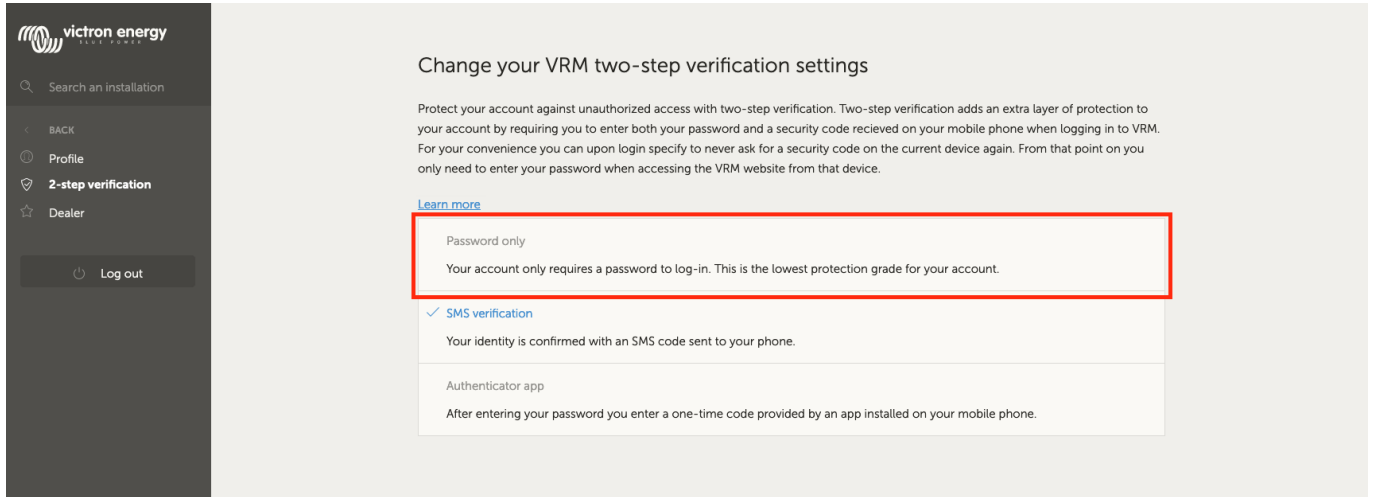 victron energy
BLUE POWER
Search an installation
BACK
Profile
2-step verification
Dealer
Log out
Change your VRM two-step verification settings
Protect your account against unauthorized access with two-step verification. Two-step verification adds an extra layer of protection to
your account by requiring you to enter both your password and a security code recieved on your mobile phone when logging in to VRM.
For your convenience you can upon login specify to never ask for a security code on the current device again. From that point on you
only need to enter your password when accessing the VRM website from that device.
Learn more
Password only
Your account only requires a password to log-in. This is the lowest protection grade for your account.
SMS verification
Your identity is confirmed with an SMS code sent to your phone.
Authenticator app
After entering your password you enter a one-time code provided by an app installed on your mobile phone.